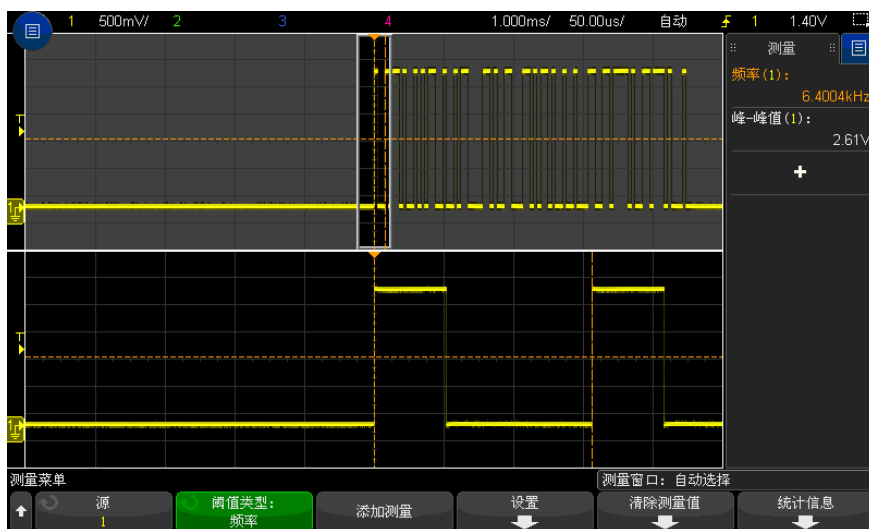 1 500mV/ 2 3 4 1.000ms/ 50.00us/ 自动 1 1.40V
测量
频率(1):
6.4004kHz
峰-峰值(1):
2.61V
+
T
1
T
1
测量菜单
测量窗口: 自动选择
源
1
阈值类型:
频率
添加测量
设置
清除测量值
统计信息